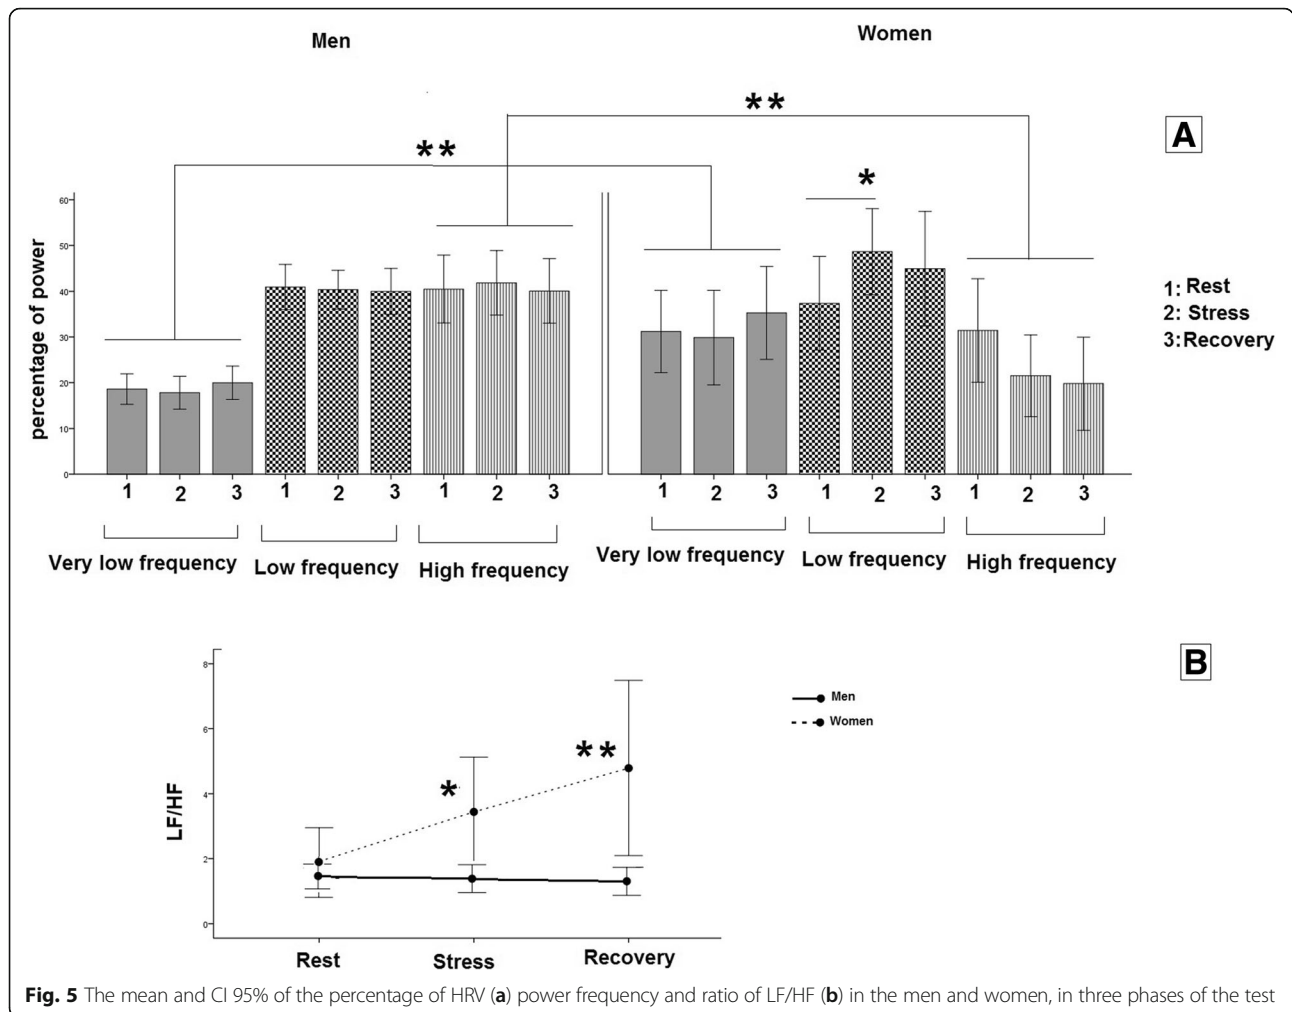 Men
Women
**
**
*
A
percentage of power
60
50
40
30
20
10
0
1: Rest
2: Stress
3:Recovery
1 2 3 1 2 3 1 2 3 1 2 3 1 2 3 1 2 3
Very low frequency Low frequency High frequency Very low frequency Low frequency High frequency
B
LF/HF
8
6
4
2
0
*
**
Men
Women
Rest Stress Recovery
Fig. 5 The mean and CI 95% of the percentage of HRV (a) power frequency and ratio of LF/HF (b) in the men and women, in three phases of the test